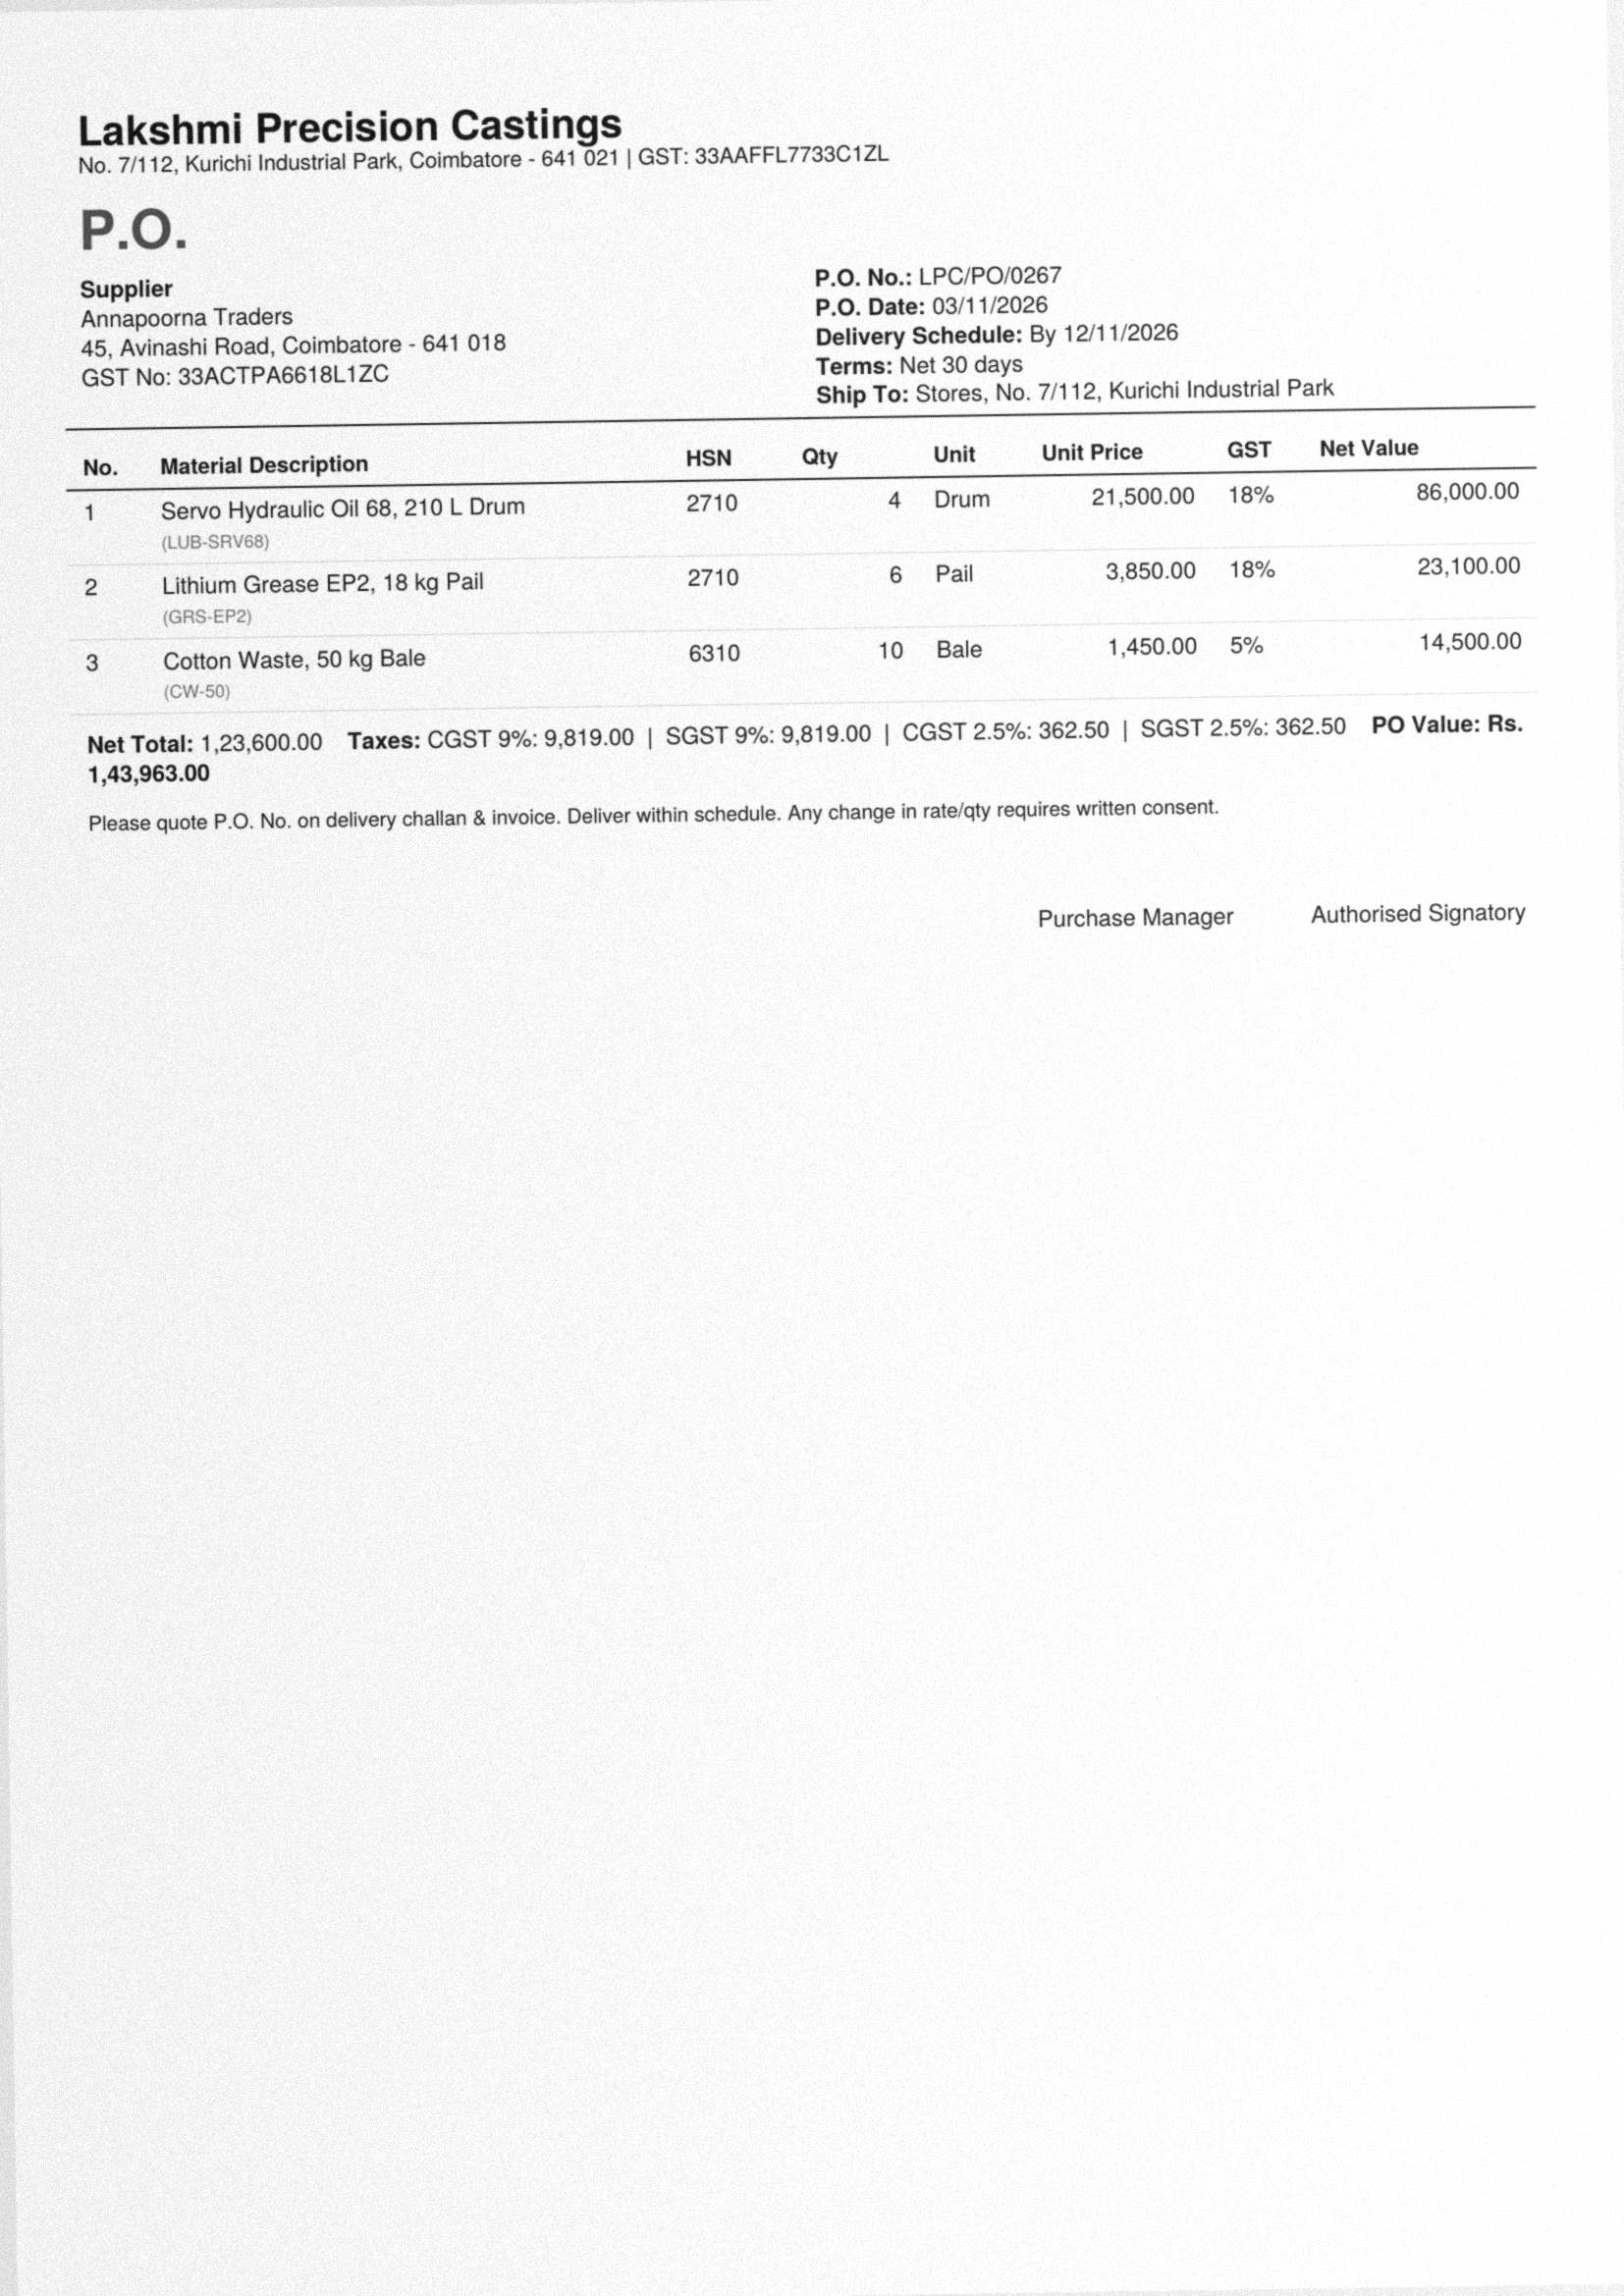 Lakshmi Precision Castings
No. 7/112, Kurichi Industrial Park, Coimbatore - 641 021 | GST: 33AAFFL7733C1ZL
P.O.
Supplier
Annapoorna Traders
45, Avinashi Road, Coimbatore - 641 018
GST No: 33ACTPA6618L1ZC
P.O. No.: LPC/PO/0267
P.O. Date: 03/11/2026
Delivery Schedule: By 12/11/2026
Terms: Net 30 days
Ship To: Stores, No. 7/112, Kurichi Industrial Park
No. Material Description HSN Qty Unit Unit Price GST Net Value
1 Servo Hydraulic Oil 68, 210 L Drum 2710 4 Drum 21,500.00 18% 86,000.00
(LUB-SRV68)
2 Lithium Grease EP2, 18 kg Pail 2710 6 Pail 3,850.00 18% 23,100.00
(GRS-EP2)
3 Cotton Waste, 50 kg Bale 6310 10 Bale 1,450.00 5% 14,500.00
(CW-50)
Net Total: 1,23,600.00 Taxes: CGST 9%: 9,819.00 | SGST 9%: 9,819.00 | CGST 2.5%: 362.50 | SGST 2.5%: 362.50 PO Value: Rs.
1,43,963.00
Please quote P.O. No. on delivery challan & invoice. Deliver within schedule. Any change in rate/qty requires written consent.
Purchase Manager Authorised Signatory